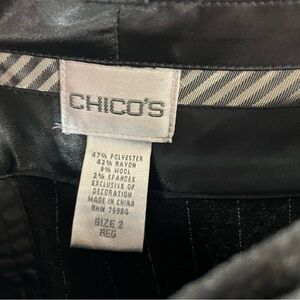 CHICO'S
47% POLYESTER
42% RAYON
9% WOOL
2% SPANDEX
EXCLUSIVE OF
DECORATION
MADE IN CHINA
RN# 79984
SIZE 2
REG